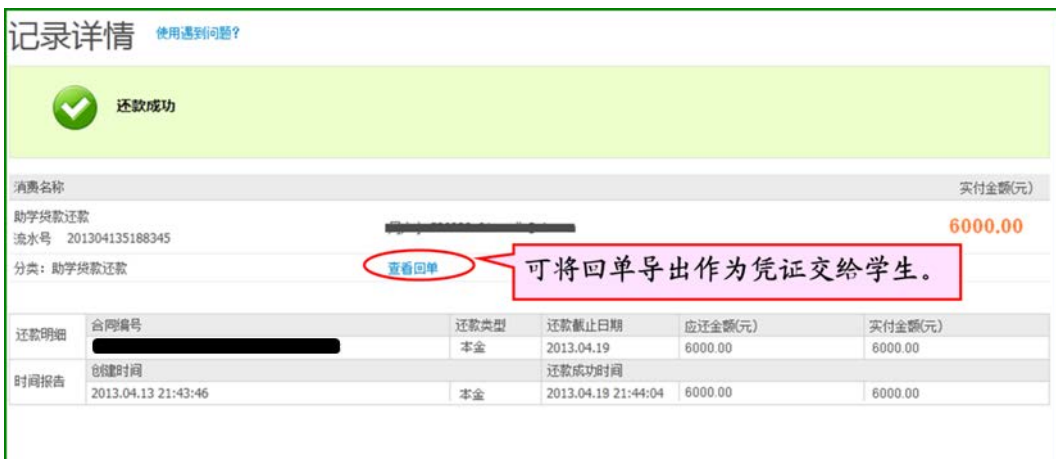 记录详情 使用遇到问题?
还款成功
消费名称 实付金额(元)
助学贷款还款
6000.00
流水号 201304135188345
分类：助学贷款还款 查看回单
可将回单导出作为凭证交给学生。
还款明细 合同编号 还款类型 还款截止日期 应还金额(元) 实付金额(元)
本金 2013.04.19 6000.00 6000.00
时间报告 创建时间 还款成功时间
2013.04.13 21:43:46 本金 2013.04.19 21:44:04 6000.00 6000.00